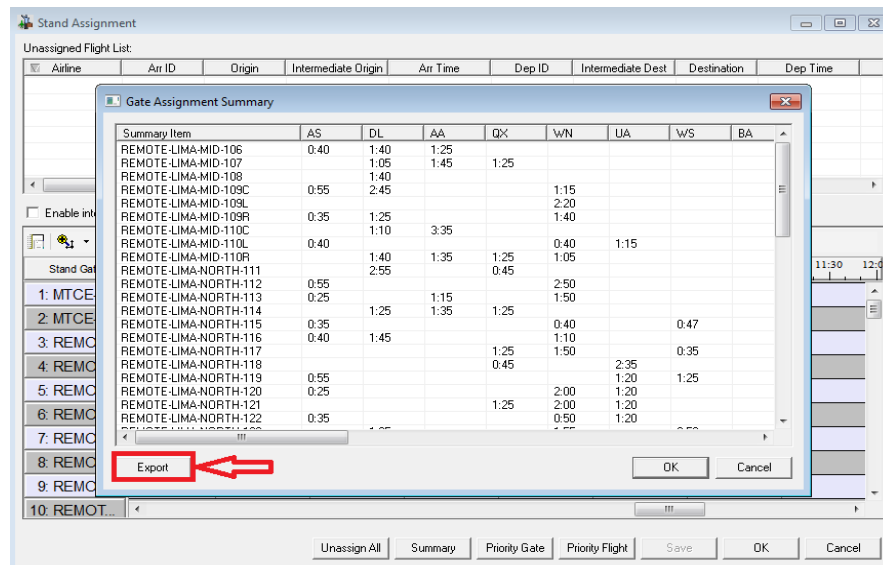 Stand Assignment
Unassigned Flight List:
Airline Arr ID Origin Intermediate Origin Arr Time Dep ID Intermediate Dest Destination Dep Time
Gate Assignment Summary
Summary Item AS DL AA QX WN UA WS BA
REMOTE-LIMA-MID-106 0:40 1:40 1:25
REMOTE-LIMA-MID-107 1:05 1:45 1:25
REMOTE-LIMA-MID-108 1:40
REMOTE-LIMA-MID-109C 0:55 2:45 1:15
REMOTE-LIMA-MID-109L 2:20
REMOTE-LIMA-MID-109R 0:35 1:25 1:40
REMOTE-LIMA-MID-110C 1:10 3:35
REMOTE-LIMA-MID-110L 0:40 0:40 1:15
REMOTE-LIMA-MID-110R 1:40 1:35 1:25 1:05
REMOTE-LIMA-NORTH-111 2:55 0:45
REMOTE-LIMA-NORTH-112 0:55 2:50
REMOTE-LIMA-NORTH-113 0:25 1:15 1:50
REMOTE-LIMA-NORTH-114 1:25 1:35 1:25
REMOTE-LIMA-NORTH-115 0:35 0:40 0:47
REMOTE-LIMA-NORTH-116 0:40 1:45 1:10
REMOTE-LIMA-NORTH-117 1:25 1:50 0:35
REMOTE-LIMA-NORTH-118 0:45 2:35
REMOTE-LIMA-NORTH-119 0:55 1:20 1:25
REMOTE-LIMA-NORTH-120 0:25 2:00 1:20
REMOTE-LIMA-NORTH-121 1:25 2:00 1:20
REMOTE-LIMA-NORTH-122 0:35 0:50 1:20
Export OK Cancel
Enable
Stand 11:30
1: MTCE
2: MTCE
3: REMO
4: REMO
5: REMO
6: REMO
7: REMO
8: REMO
9: REMO
10: REMOT...
Unassign All Summary Priority Gate Priority Flight Save OK Cancel